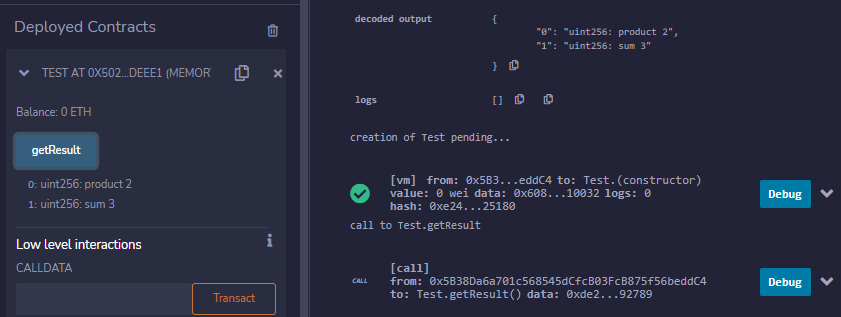 Deployed Contracts
TEST AT 0X502...DEEE1 (MEMOR
Balance: 0 ETH
getResult
0: uint256: product 2
1: uint256: sum 3
Low level interactions
i
CALLDATA
Transact
decoded output
{
"0": "uint256: product 2",
"1": "uint256: sum 3"
}
logs
[]
creation of Test pending...
[vm] from: 0x5B3...eddC4 to: Test.(constructor)
value: 0 wei data: 0x608...10032 logs: 0
hash: 0xe24...25180
Debug
call to Test.getResult
CALL
[call]
from: 0x5B38Da6a701c568545dCfcB03FcB875f56beddC4
to: Test.getResult() data: 0xde2...92789
Debug